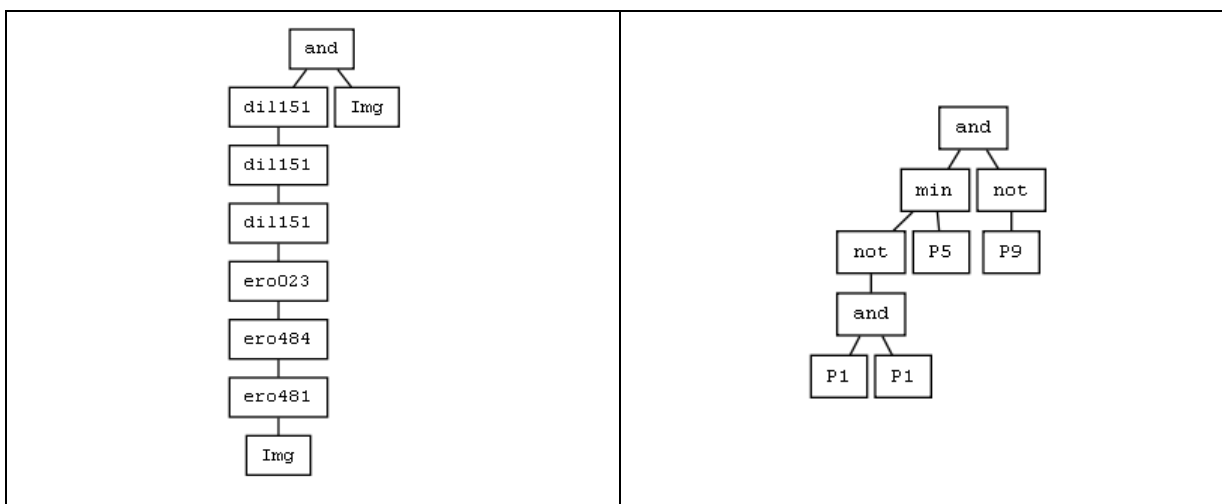 and
dil151 Img
dil151
dil151
ero023
ero484
ero481
Img
and
min not
not P5 P9
and
P1 P1